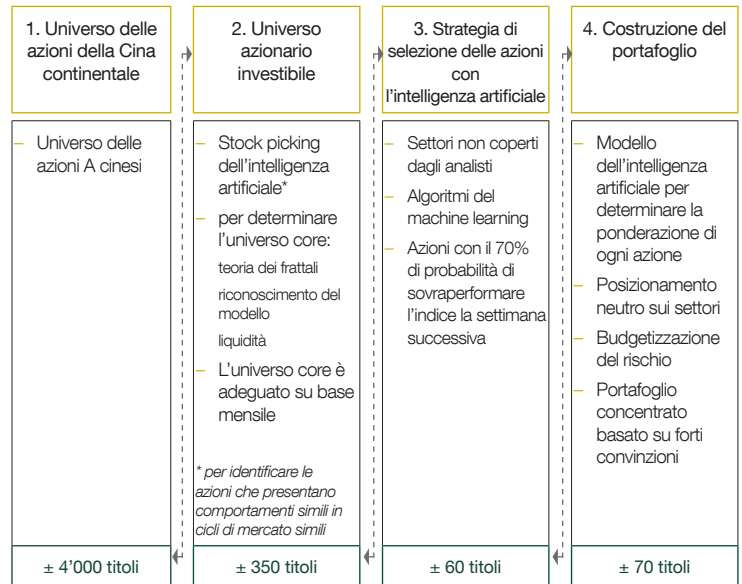 1. Universo delle
azioni della Cina
continentale
– Universo delle
azioni A cinesi
± 4'000 titoli
2. Universo
azionario
investibile
– Stock picking
dell'intelligenza
artificiale*
– per determinare
l'universo core:
teoria dei frattali
riconoscimento del
modello
liquidità
– L'universo core è
adeguato su base
mensile
* per identificare le
azioni che presentano
comportamenti simili in
cicli di mercato simili
± 350 titoli
3. Strategia di
selezione delle azioni
con
l'intelligenza artificiale
– Settori non coperti
dagli analisti
– Algoritmi del
machine learning
– Azioni con il 70%
di probabilità di
sovraperformare
l'indice la settimana
successiva
± 60 titoli
4. Costruzione del
portafoglio
– Modello
dell'intelligenza
artificiale per
determinare la
ponderazione di
ogni azione
– Posizionamento
neutro sui settori
– Budgetizzazione
del rischio
– Portafoglio
concentrato
basato su forti
convinzioni
± 70 titoli